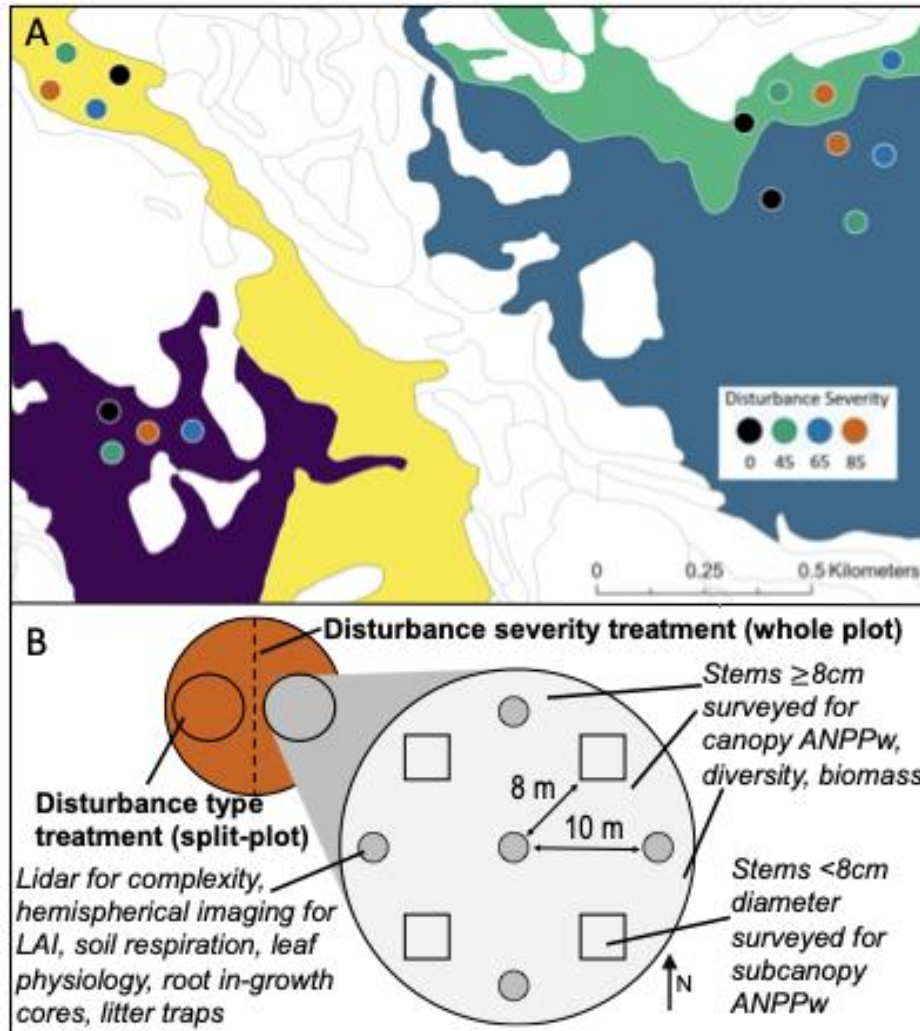 A
Disturbance Severity
0 45 65 85
0 0.25 0.5 Kilometers
B
Disturbance severity treatment (whole plot)
Stems ≥8cm
surveyed for
canopy ANPPw,
diversity, biomass
8 m
10 m
Disturbance type
treatment (split-plot)
Lidar for complexity,
hemispherical imaging for
LAI, soil respiration, leaf
physiology, root in-growth
cores, litter traps
Stems <8cm
diameter
surveyed for
subcanopy
ANPPw
N